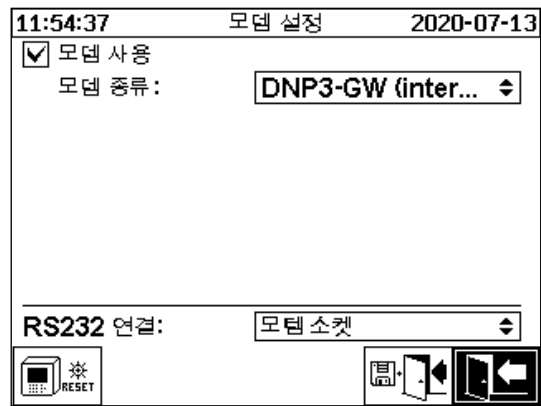 11:54:37 모뎀 설정 2020-07-13
모뎀 사용
모뎀 종류: DNP3-GW (inter...
RS232 연결: 모템 소켓
RESET